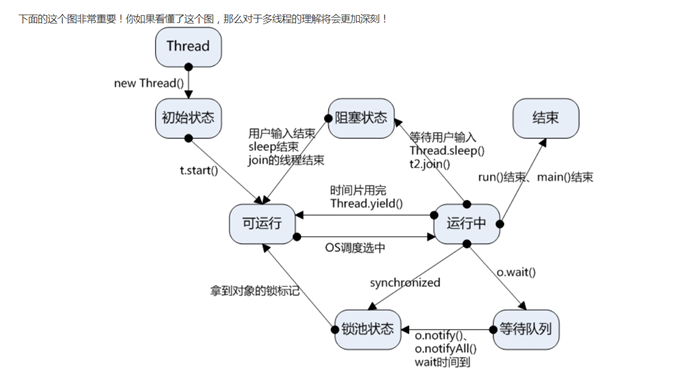 下面的这个图非常重要！你如果看懂了这个图，那么对于多线程的理解将会更加深刻！
Thread
new Thread()
初始状态
阻塞状态
结束
用户输入结束
sleep结束
join的线程结束
等待用户输入
Thread.sleep()
t2.join()
t.start()
run()结束、main()结束
时间片用完
Thread.yield()
可运行
运行中
OS调度选中
synchronized
o.wait()
拿到对象的锁标记
锁池状态
等待队列
o.notify()、
o.notifyAll()
wait时间到